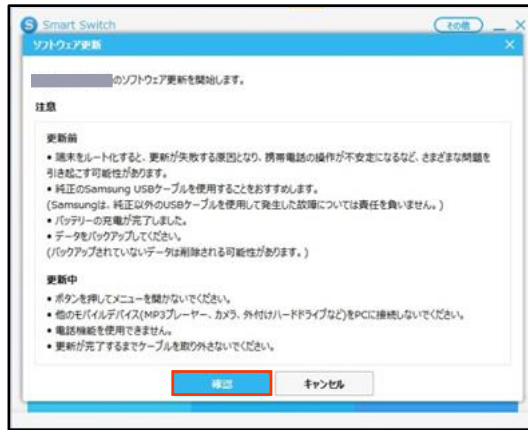 Smart Switch
その他
ソフトウェア更新
のソフトウェア更新を開始します。
注意
更新前
• 端末をルート化すると、更新が失敗する原因となり、携帯電話の操作が不安定になるなど、さまざまな問題を
引き起こす可能性があります。
• 純正のSamsung USBケーブルを使用することをおすすめします。
(Samsungは、純正以外のUSBケーブルを使用して発生した故障については責任を負いません。)
• バッテリーの充電が完了しました。
• データをバックアップしてください。
(バックアップされていないデータは削除される可能性があります。)
更新中
• ボタンを押してメニューを開かないでください。
• 他のモバイルデバイス(MP3プレーヤー、カメラ、外付けハードドライブなど)をPCに接続しないでください。
• 電話機能を使用できません。
• 更新が完了するまでケーブルを取り外さないでください。
確認
キャンセル